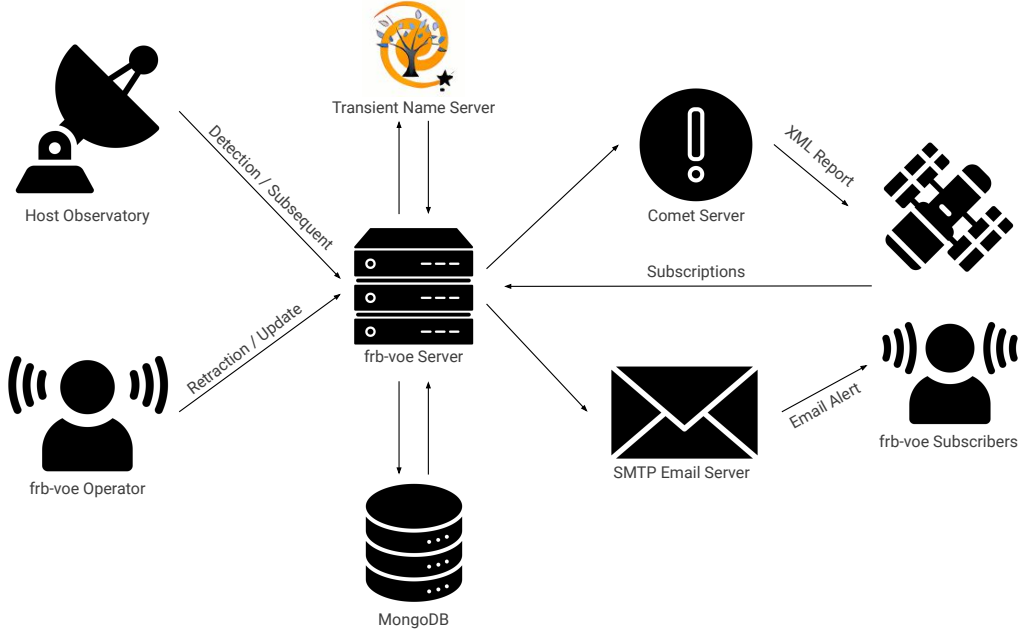 Transient Name Server
Host Observatory
Detection / Subsequent
Comet Server
XML Report
Subscriptions
frb-voe Server
Retraction / Update
frb-voe Operator
SMTP Email Server
Email Alert
frb-voe Subscribers
MongoDB